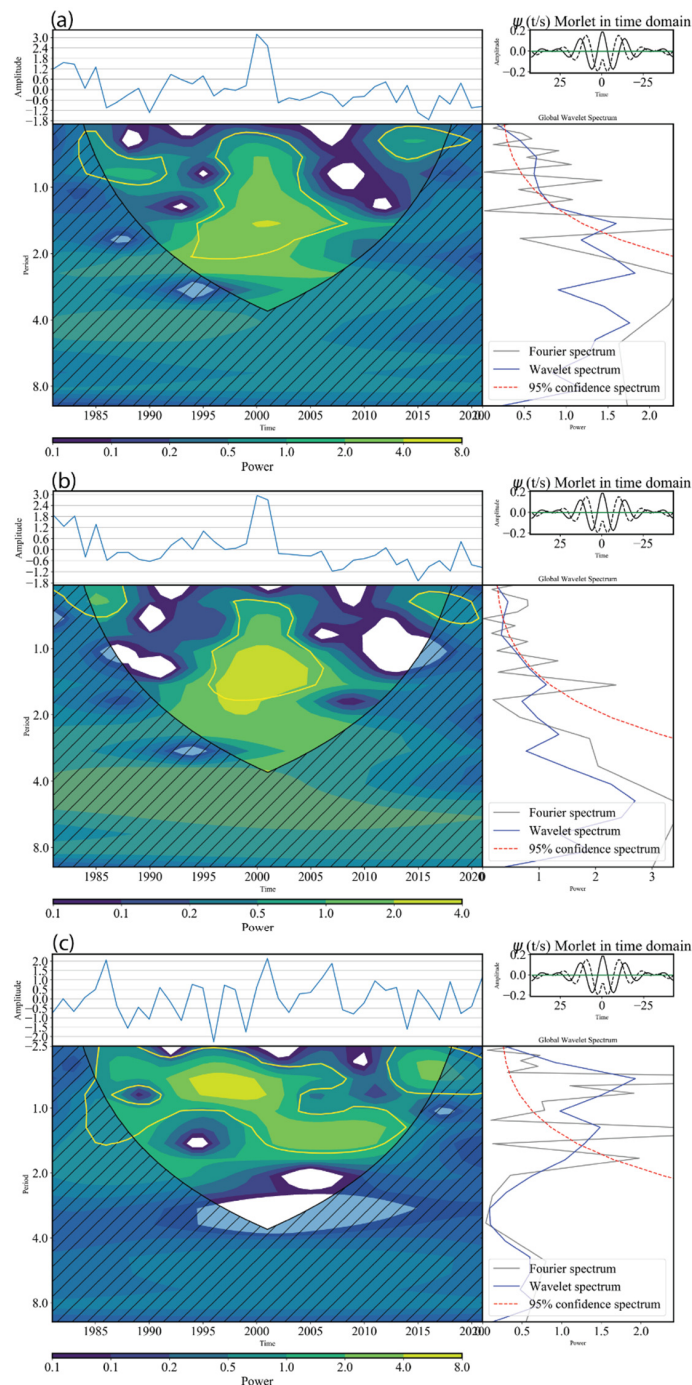 (a)
ψ (t/s) Morlet in time domain
Amplitude
3.0
2.4
1.8
1.2
0.6
0.0
−0.6
−1.2
−1.8
Amplitude
0.2
0.0
−0.2
25 0 −25
Time
Global Wavelet Spectrum
Period
1.0
2.0
4.0
8.0
Fourier spectrum
Wavelet spectrum
95% confidence spectrum
1985 1990 1995 2000 2005 2010 2015 2020
Time
0.5 1.0 1.5 2.0
Power
0.1 0.1 0.2 0.5 1.0 2.0 4.0 8.0
Power
(b)
ψ (t/s) Morlet in time domain
Amplitude
3.0
2.4
1.8
1.2
0.6
0.0
−0.6
−1.2
−1.8
Amplitude
0.2
0.0
−0.2
25 0 −25
Time
Global Wavelet Spectrum
Period
1.0
2.0
4.0
8.0
Fourier spectrum
Wavelet spectrum
95% confidence spectrum
1985 1990 1995 2000 2005 2010 2015 2020
Time
0 1 2 3
Power
0.1 0.1 0.2 0.5 1.0 2.0 4.0
Power
(c)
ψ (t/s) Morlet in time domain
Amplitude
2.0
1.5
1.0
0.5
0.0
−0.5
−1.0
−1.5
−2.0
−2.5
Amplitude
0.2
0.0
−0.2
25 0 −25
Time
Global Wavelet Spectrum
Period
1.0
2.0
4.0
8.0
Fourier spectrum
Wavelet spectrum
95% confidence spectrum
1985 1990 1995 2000 2005 2010 2015 2020
Time
0.5 1.0 1.5 2.0
Power
0.1 0.1 0.2 0.5 1.0 2.0 4.0 8.0
Power